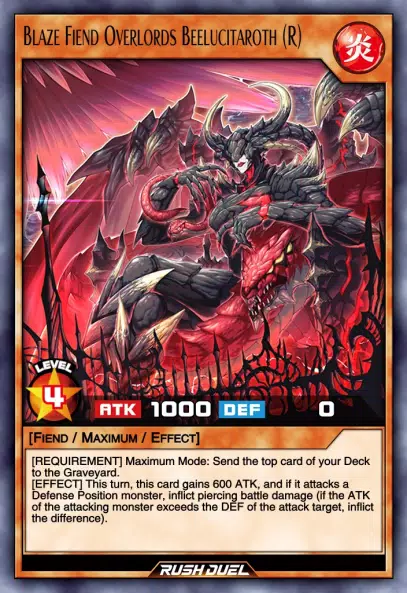 Blaze Fiend Overlords Beelucitaroth (R)
炎
LEVEL
4
ATK 1000 DEF 0
[Fiend / Maximum / Effect]
[REQUIREMENT] Maximum Mode: Send the top card of your Deck
to the Graveyard.
[EFFECT] This turn, this card gains 600 ATK, and if it attacks a
Defense Position monster, inflict piercing battle damage (if the ATK
of the attacking monster exceeds the DEF of the attack target, inflict
the difference).
RUSH DUEL